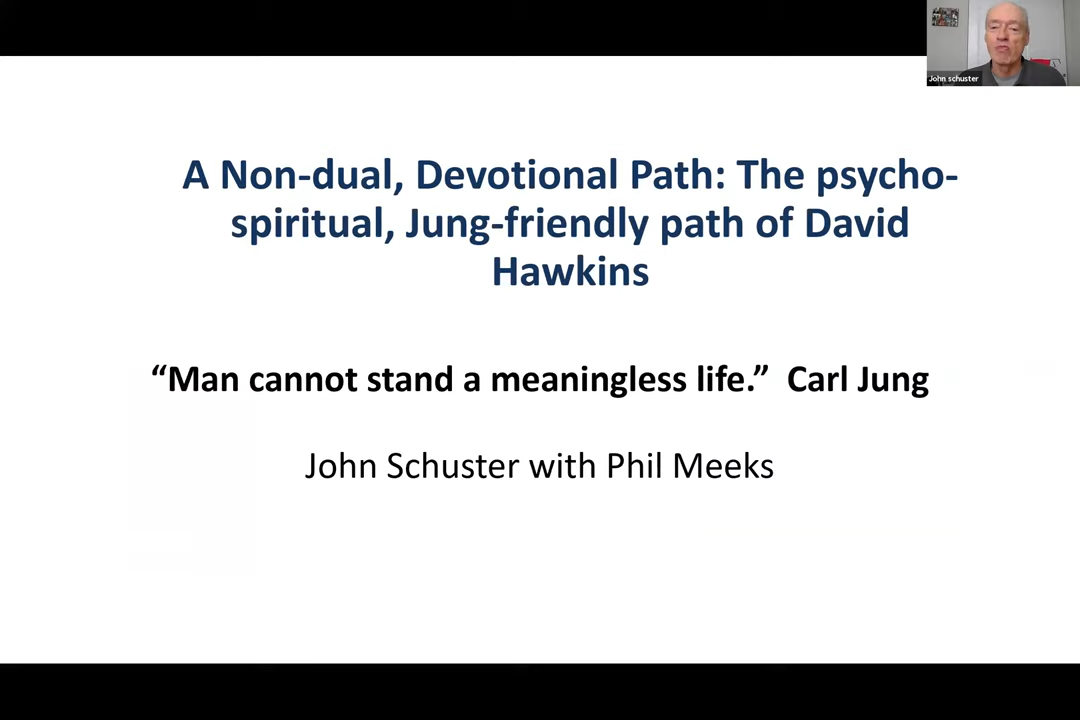 John schuster
A Non-dual, Devotional Path: The psycho-
spiritual, Jung-friendly path of David
Hawkins
“Man cannot stand a meaningless life.”  Carl Jung
John Schuster with Phil Meeks